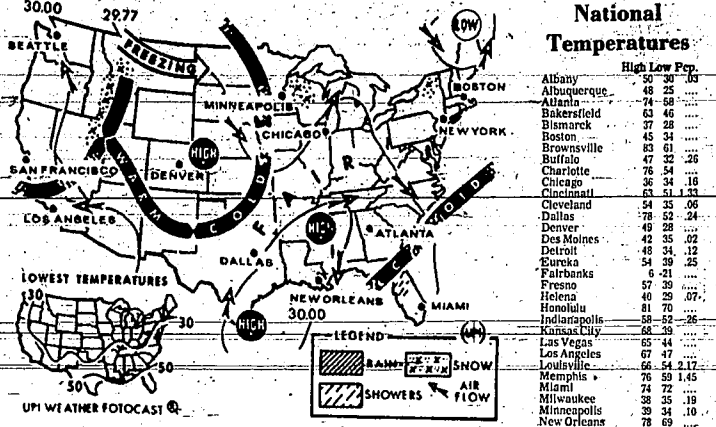 30.00
29.77
SEATTLE
FREEZING
LOW
BOSTON
MINNEAPOLIS
NEW YORK
CHICAGO
HIGH
SAN FRANCISCO
DENVER
WARM
COLD
FAIR
COLD
LOS ANGELES
HIGH
ATLANTA
DALLAS
LOWEST TEMPERATURES
NEW ORLEANS
MIAMI
30
30
HIGH
30.00
50
50
LEGEND
UPI
RAIN
SNOW
SHOWERS
AIR
FLOW
UPI WEATHER FOTOCAST ®
National
Temperatures
High Low Pcp.
Albany 50 30 .03
Albuquerque 48 25 ....
Atlanta 74 58 ....
Bakersfield 63 46 ....
Bismarck 37 28 ....
Boston 45 34 ....
Brownsville 83 61 ....
Buffalo 47 32 .26
Charlotte 76 54 ....
Chicago 36 34 .16
Cincinnati 63 51 1.33
Cleveland 54 35 .06
Dallas 78 52 .24
Denver 49 28 ....
Des Moines 42 35 .02
Detroit 48 34 .12
Eureka 54 39 .25
Fairbanks 6 -21 ....
Fresno 57 39 ....
Helena 40 29 .07
Honolulu 81 70 ....
Indianapolis 58 52 .26
Kansas City 68 39 ....
Las Vegas 65 44 ....
Los Angeles 67 47 ....
Louisville 66 54 2.17
Memphis 76 59 1.45
Miami 74 72 ....
Milwaukee 38 35 .19
Minneapolis 39 34 .10
New Orleans 78 69 ....